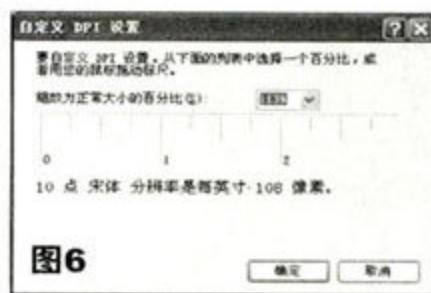 自定义 DPI 设置
要自定义 DPI 设置，从下面的列表中选择一个百分比，或
者用您的鼠标拖动标尺。
缩放为正常大小的百分比(S):
0 1 2
10 点 宋体 分辨率是每英寸 108 像素。
图6
确定 取消